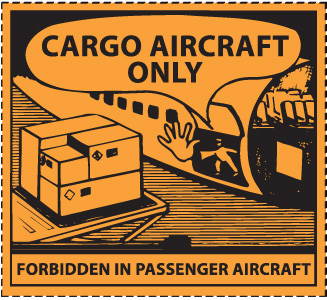 CARGO AIRCRAFT
ONLY
FORBIDDEN IN PASSENGER AIRCRAFT